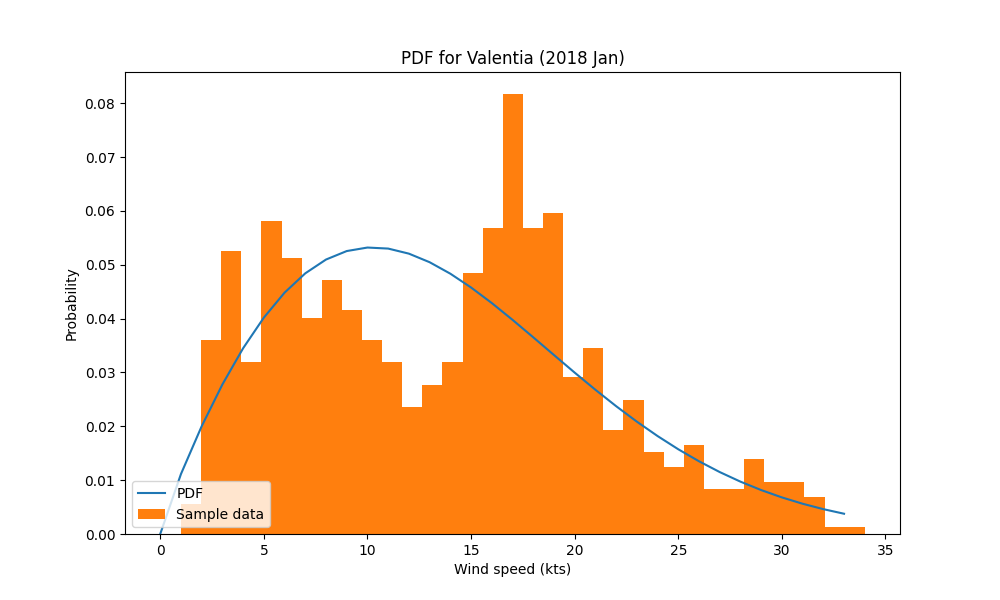 PDF for Valentia (2018 Jan)
0.08
0.07
0.06
0.05
0.04
0.03
0.02
0.01
0.00
Probability
PDF
Sample data
0 5 10 15 20 25 30 35
Wind speed (kts)